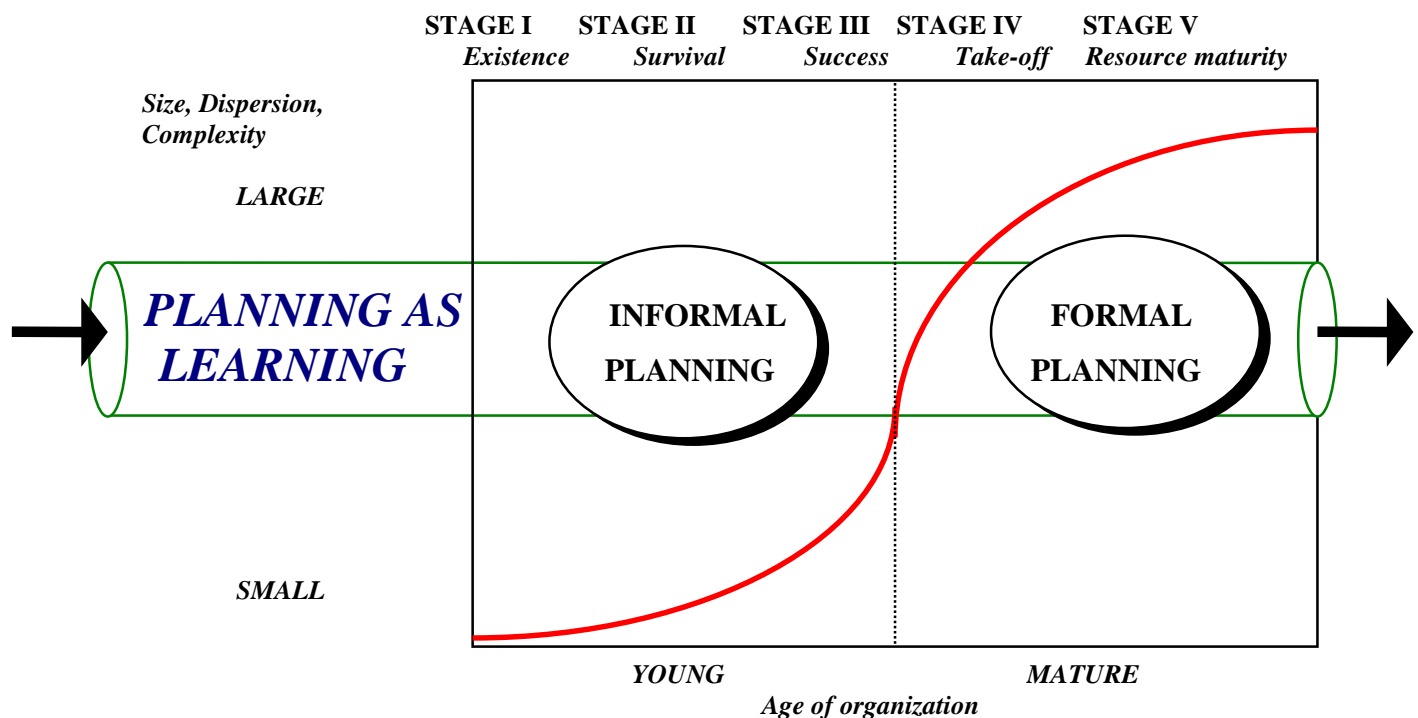 STAGE I STAGE II STAGE III STAGE IV STAGE V
Existence Survival Success Take-off Resource maturity
Size, Dispersion,
Complexity
LARGE
PLANNING AS
LEARNING
INFORMAL
PLANNING
FORMAL
PLANNING
SMALL
YOUNG MATURE
Age of organization